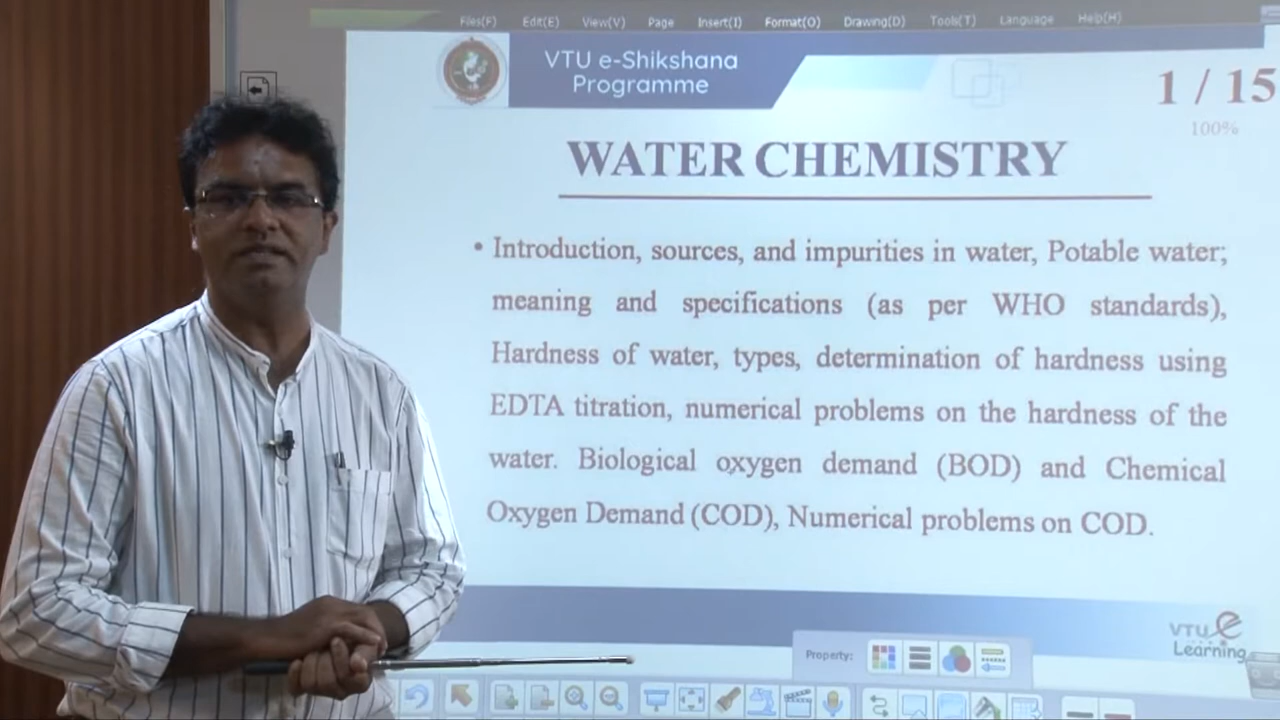 Files(F) Edit(E) View(V) Page Insert(I) Format(O) Drawing(D) Tools(T) Language Help(H)
VTU e-Shikshana
Programme
1 / 15
100%
WATER CHEMISTRY
• Introduction, sources, and impurities in water, Potable water;
meaning and specifications (as per WHO standards),
Hardness of water, types, determination of hardness using
EDTA titration, numerical problems on the hardness of the
water. Biological oxygen demand (BOD) and Chemical
Oxygen Demand (COD), Numerical problems on COD.
VTU e
Learning
Property: